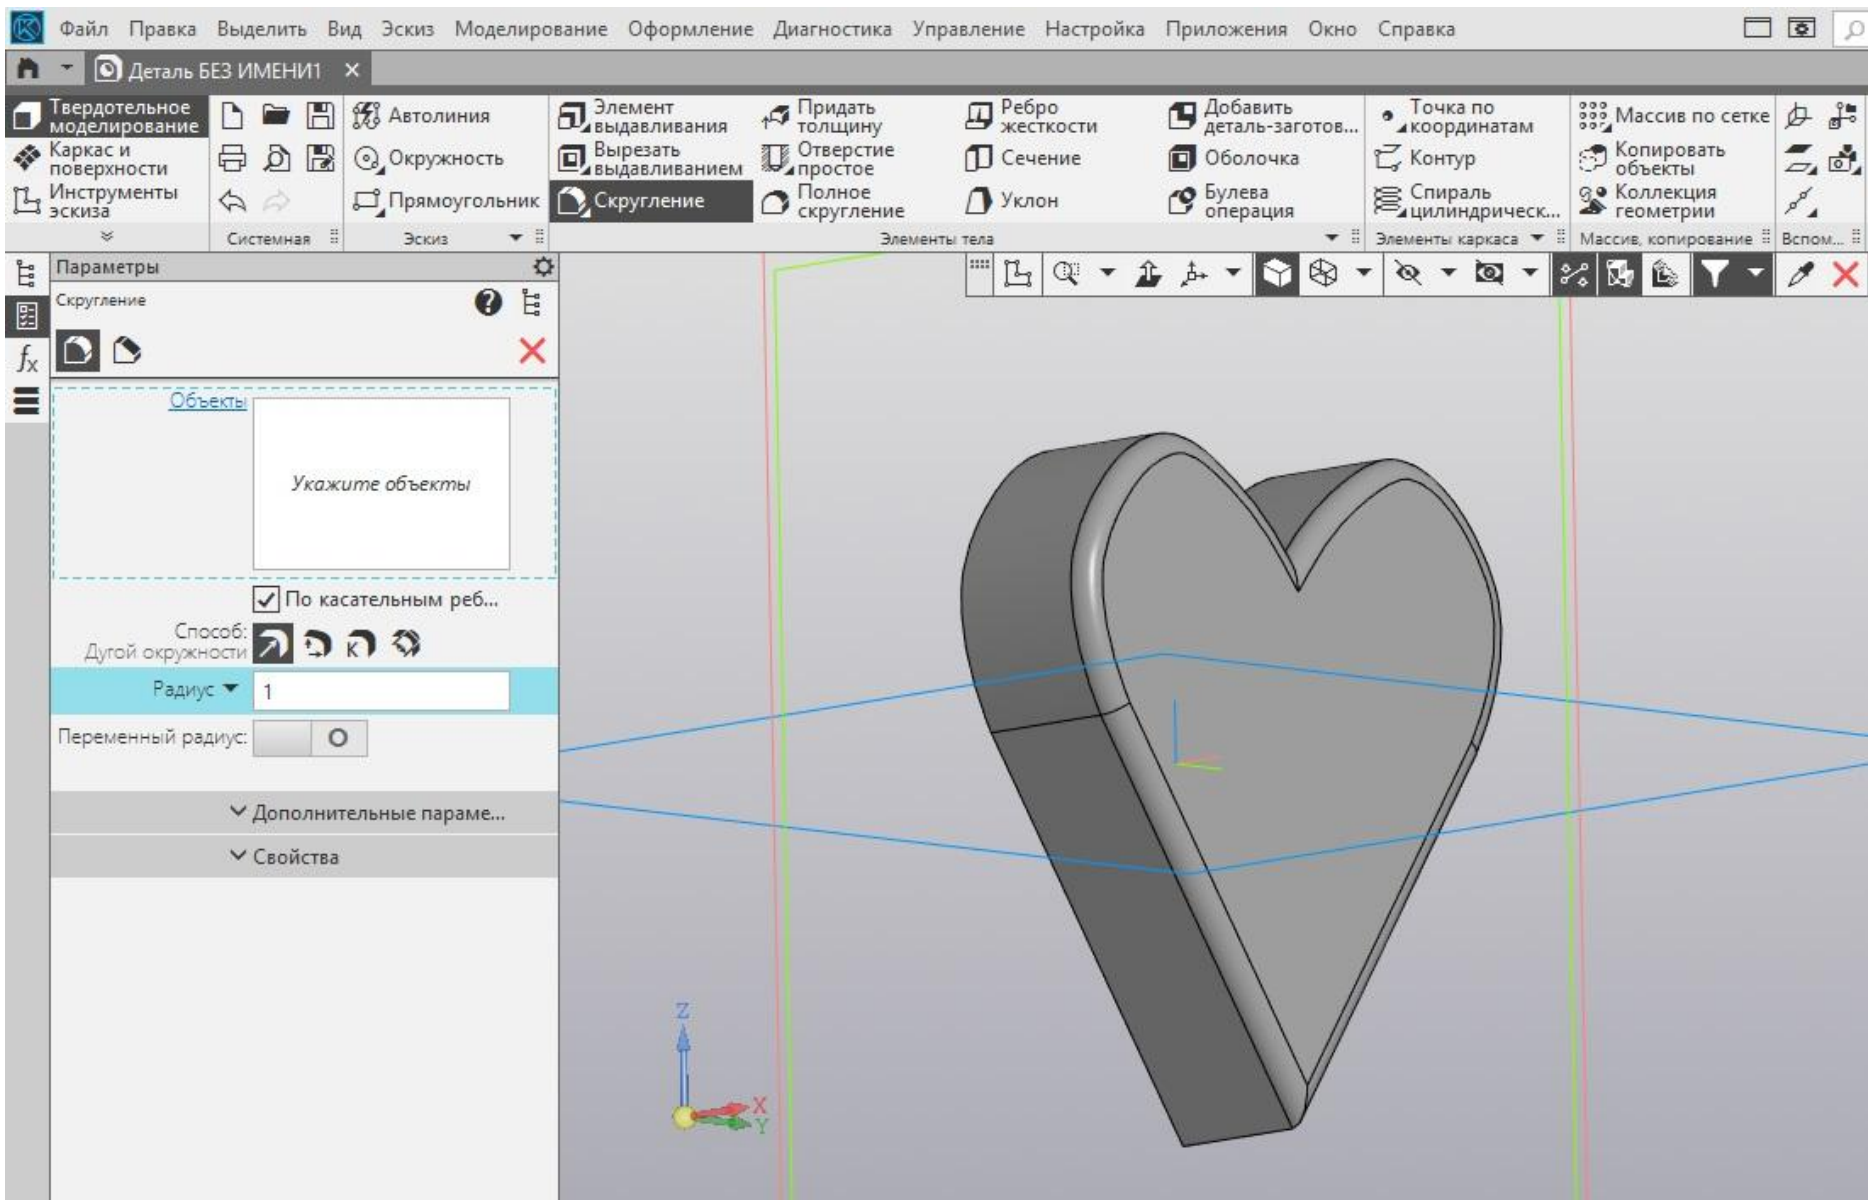 Файл Правка Выделить Вид Эскиз Моделирование Оформление Диагностика Управление Настройка Приложения Окно Справка
Деталь БЕЗ ИМЕНИ1
Твердотельное
моделирование
Каркас и
поверхности
Инструменты
эскиза
Системная
Автолиния
Окружность
Прямоугольник
Эскиз
Элемент
выдавливания
Вырезать
выдавливанием
Скругление
Придать
толщину
Отверстие
простое
Полное
скругление
Ребро
жесткости
Сечение
Уклон
Добавить
деталь-заготов...
Оболочка
Булева
операция
Элементы тела
Точка по
координатам
Контур
Спираль
цилиндрическ...
Элементы каркаса
Массив по сетке
Копировать
объекты
Коллекция
геометрии
Массив, копирование
Вспом...
Параметры
Скругление
fx
Объекты
Укажите объекты
По касательным реб...
Способ:
Дугой окружности
Радиус
1
Переменный радиус:
Дополнительные параме...
Свойства
Z
X
Y